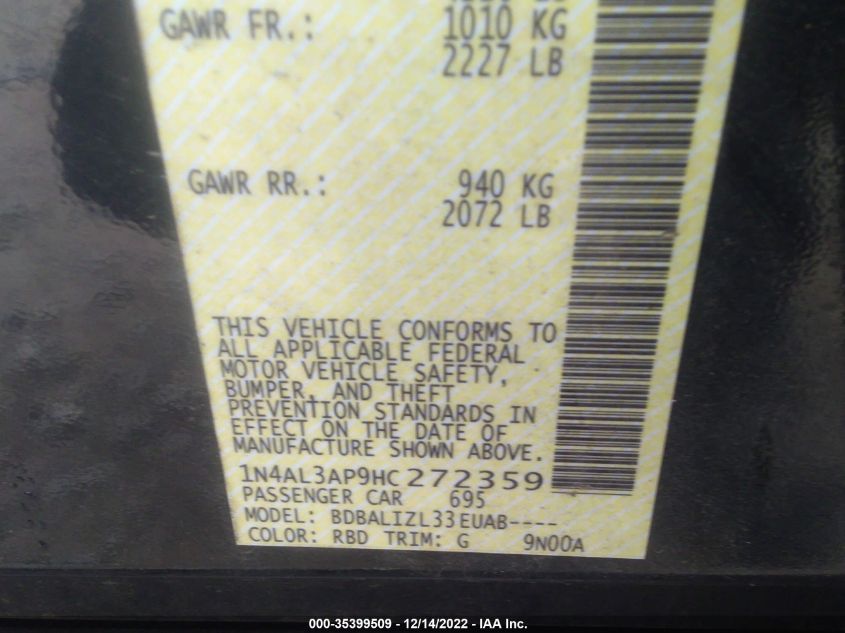 GAWR FR.: 1010 KG
2227 LB
GAWR RR.: 940 KG
2072 LB
THIS VEHICLE CONFORMS TO
ALL APPLICABLE FEDERAL
MOTOR VEHICLE SAFETY,
BUMPER, AND THEFT
PREVENTION STANDARDS IN
EFFECT ON THE DATE OF
MANUFACTURE SHOWN ABOVE.
1N4AL3AP9HC272359
PASSENGER CAR 695
MODEL: BDBALIZL33EUAB----
COLOR: RBD TRIM: G 9N00A
000-35399509 - 12/14/2022 - IAA Inc.